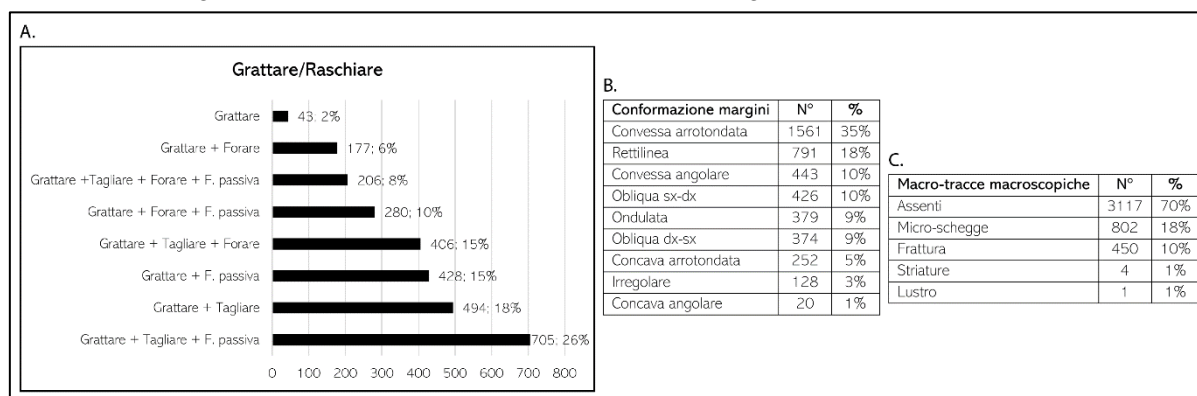 A.
Grattare/Raschiare
Grattare 43; 2%
Grattare + Forare 177; 6%
Grattare +Tagliare + Forare + F. passiva 206; 8%
Grattare + Forare + F. passiva 280; 10%
Grattare + Tagliare + Forare 406; 15%
Grattare + F. passiva 428; 15%
Grattare + Tagliare 494; 18%
Grattare + Tagliare + F. passiva 705; 26%
0 100 200 300 400 500 600 700 800
B.
Conformazione margini N° %
Convessa arrotondata 1561 35%
Rettilinea 791 18%
Convessa angolare 443 10%
Obliqua sx-dx 426 10%
Ondulata 379 9%
Obliqua dx-sx 374 9%
Concava arrotondata 252 5%
Irregolare 128 3%
Concava angolare 20 1%
C.
Macro-tracce macroscopiche N° %
Assenti 3117 70%
Micro-schegge 802 18%
Frattura 450 10%
Striature 4 1%
Lustro 1 1%